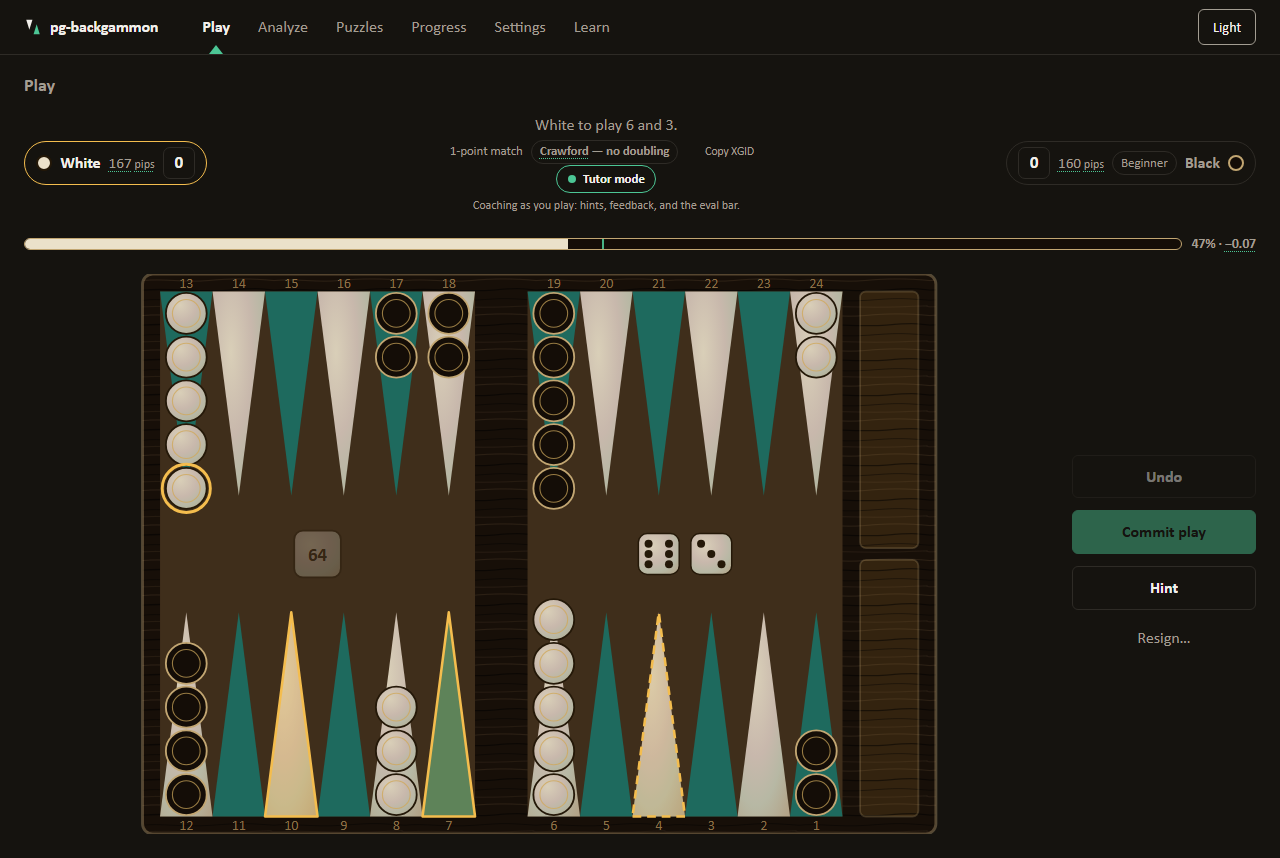 pg-backgammon Play Analyze Puzzles Progress Settings Learn Light
Play
White to play 6 and 3.
White 167 pips 0
1-point match Crawford — no doubling Copy XGID
Tutor mode
Coaching as you play: hints, feedback, and the eval bar.
0 160 pips Beginner Black
47% · −0.07
13 14 15 16 17 18 19 20 21 22 23 24
64
12 11 10 9 8 7 6 5 4 3 2 1
Undo
Commit play
Hint
Resign...